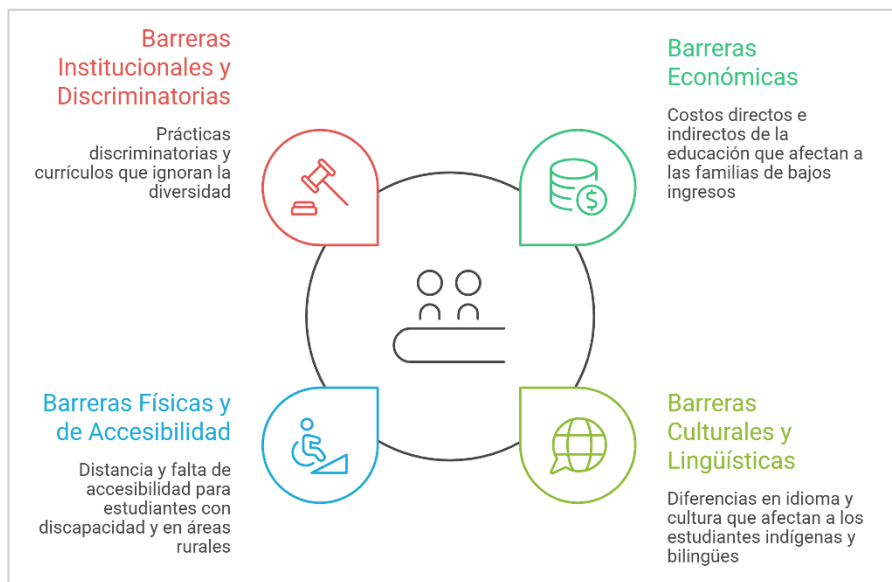 Barreras
Institucionales y
Discriminatorias
Prácticas
discriminatorias y
currículos que ignoran la
diversidad
Barreras
Económicas
Costos directos e
indirectos de la
educación que afectan a
las familias de bajos
ingresos
$
Barreras Físicas y
de Accesibilidad
Distancia y falta de
accesibilidad para
estudiantes con
discapacidad y en áreas
rurales
Barreras
Culturales y
Lingüísticas
Diferencias en idioma y
cultura que afectan a los
estudiantes indígenas y
bilingües